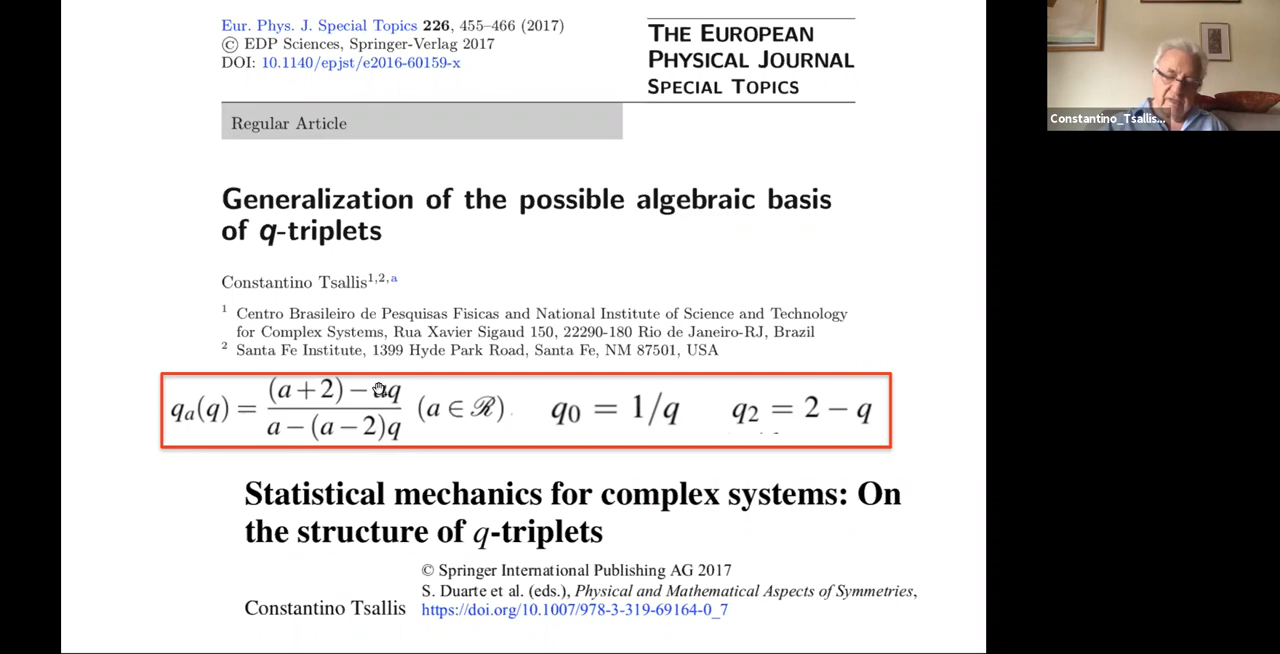 Eur. Phys. J. Special Topics 226, 455–466 (2017)
© EDP Sciences, Springer-Verlag 2017
DOI: 10.1140/epjst/e2016-60159-x
THE EUROPEAN
PHYSICAL JOURNAL
SPECIAL TOPICS
Regular Article
Generalization of the possible algebraic basis
of q-triplets
Constantino Tsallis1,2,a
1 Centro Brasileiro de Pesquisas Fisicas and National Institute of Science and Technology
for Complex Systems, Rua Xavier Sigaud 150, 22290-180 Rio de Janeiro-RJ, Brazil
2 Santa Fe Institute, 1399 Hyde Park Road, Santa Fe, NM 87501, USA
qₐ(q) = (a+2)−aq / a−(a−2)q (a ∈ ℛ). q₀ = 1/q q₂ = 2 − q
Statistical mechanics for complex systems: On
the structure of q-triplets
© Springer International Publishing AG 2017
S. Duarte et al. (eds.), Physical and Mathematical Aspects of Symmetries,
Constantino Tsallis https://doi.org/10.1007/978-3-319-69164-0_7
Constantino_Tsallis...